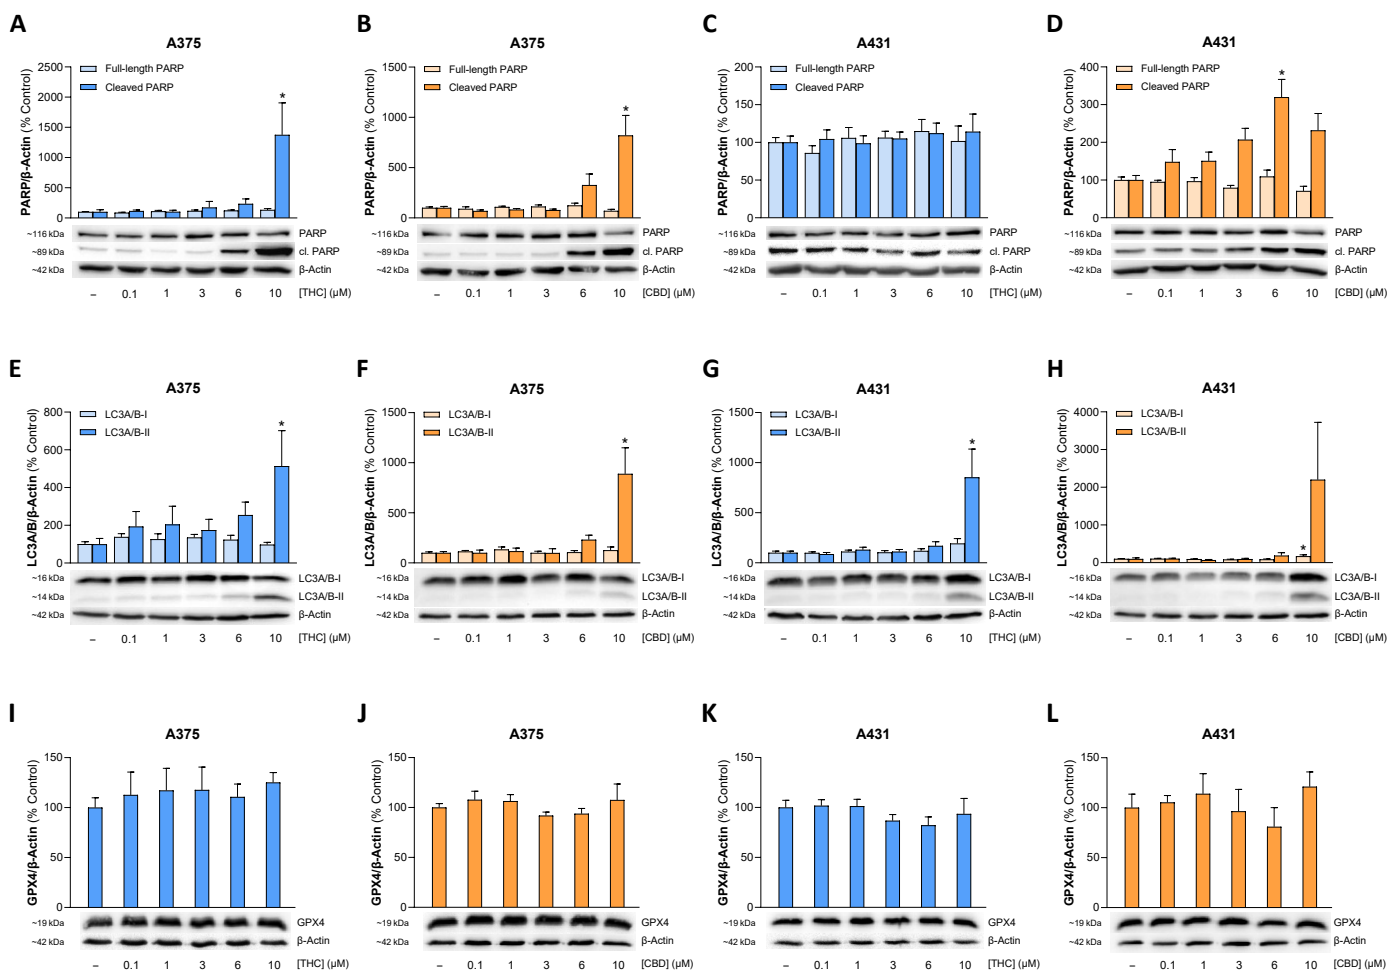 A
A375
PARP/β-Actin (% Control)
2500
2000
1500
1000
500
0
Full-length PARP
Cleaved PARP
*
~116 kDa
PARP
~89 kDa
cl. PARP
~42 kDa
β-Actin
– 0.1 1 3 6 10 [THC] (µM)
B
A375
PARP/β-Actin (% Control)
1500
1000
500
0
Full-length PARP
Cleaved PARP
*
~116 kDa
PARP
~89 kDa
cl. PARP
~42 kDa
β-Actin
– 0.1 1 3 6 10 [CBD] (µM)
C
A431
PARP/β-Actin (% Control)
200
150
100
50
0
Full-length PARP
Cleaved PARP
~116 kDa
PARP
~89 kDa
cl. PARP
~42 kDa
β-Actin
– 0.1 1 3 6 10 [THC] (µM)
D
A431
PARP/β-Actin (% Control)
400
300
200
100
0
Full-length PARP
Cleaved PARP
*
~116 kDa
PARP
~89 kDa
cl. PARP
~42 kDa
β-Actin
– 0.1 1 3 6 10 [CBD] (µM)
E
A375
LC3A/B/β-Actin (% Control)
800
600
400
200
0
LC3A/B-I
LC3A/B-II
*
~16 kDa
LC3A/B-I
~14 kDa
LC3A/B-II
~42 kDa
β-Actin
– 0.1 1 3 6 10 [THC] (µM)
F
A375
LC3A/B/β-Actin (% Control)
1500
1000
500
0
LC3A/B-I
LC3A/B-II
*
~16 kDa
LC3A/B-I
~14 kDa
LC3A/B-II
~42 kDa
β-Actin
– 0.1 1 3 6 10 [CBD] (µM)
G
A431
LC3A/B/β-Actin (% Control)
1500
1000
500
0
LC3A/B-I
LC3A/B-II
*
~16 kDa
LC3A/B-I
~14 kDa
LC3A/B-II
~42 kDa
β-Actin
– 0.1 1 3 6 10 [THC] (µM)
H
A431
LC3A/B/β-Actin (% Control)
4000
3000
2000
1000
0
LC3A/B-I
LC3A/B-II
*
~16 kDa
LC3A/B-I
~14 kDa
LC3A/B-II
~42 kDa
β-Actin
– 0.1 1 3 6 10 [CBD] (µM)
I
A375
GPX4/β-Actin (% Control)
150
100
50
0
~19 kDa
GPX4
~42 kDa
β-Actin
– 0.1 1 3 6 10 [THC] (µM)
J
A375
GPX4/β-Actin (% Control)
150
100
50
0
~19 kDa
GPX4
~42 kDa
β-Actin
– 0.1 1 3 6 10 [CBD] (µM)
K
A431
GPX4/β-Actin (% Control)
150
100
50
0
~19 kDa
GPX4
~42 kDa
β-Actin
– 0.1 1 3 6 10 [THC] (µM)
L
A431
GPX4/β-Actin (% Control)
150
100
50
0
~19 kDa
GPX4
~42 kDa
β-Actin
– 0.1 1 3 6 10 [CBD] (µM)